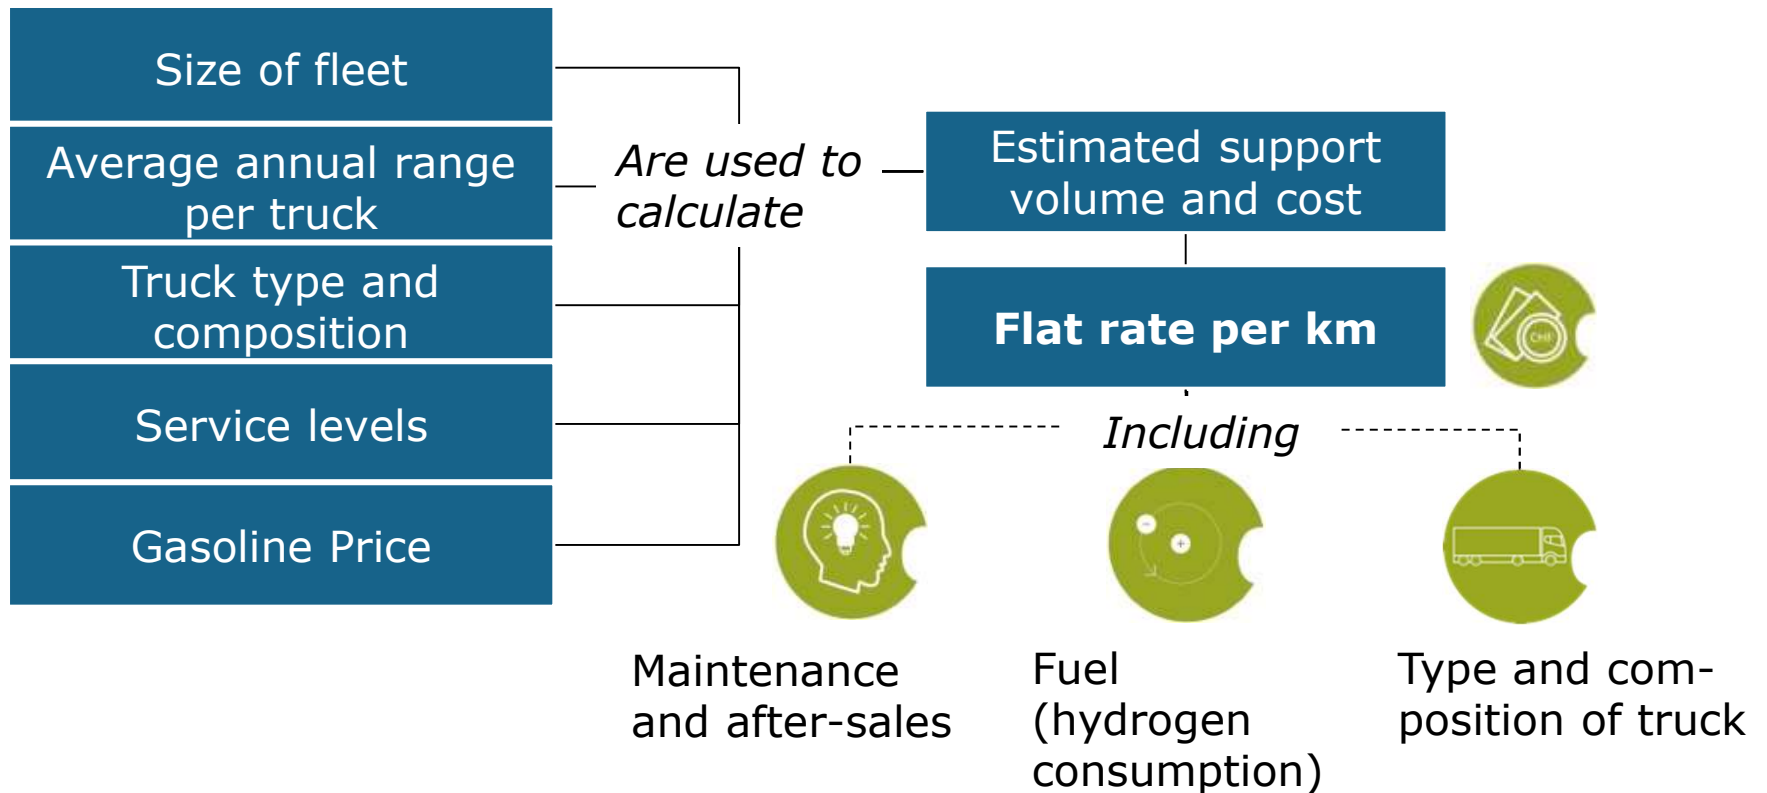 Size of fleet
Average annual range
per truck
Truck type and
composition
Service levels
Gasoline Price
Are used to
calculate
Estimated support
volume and cost
Flat rate per km
CHF
Including
Maintenance
and after-sales
Fuel
(hydrogen
consumption)
Type and com-
position of truck